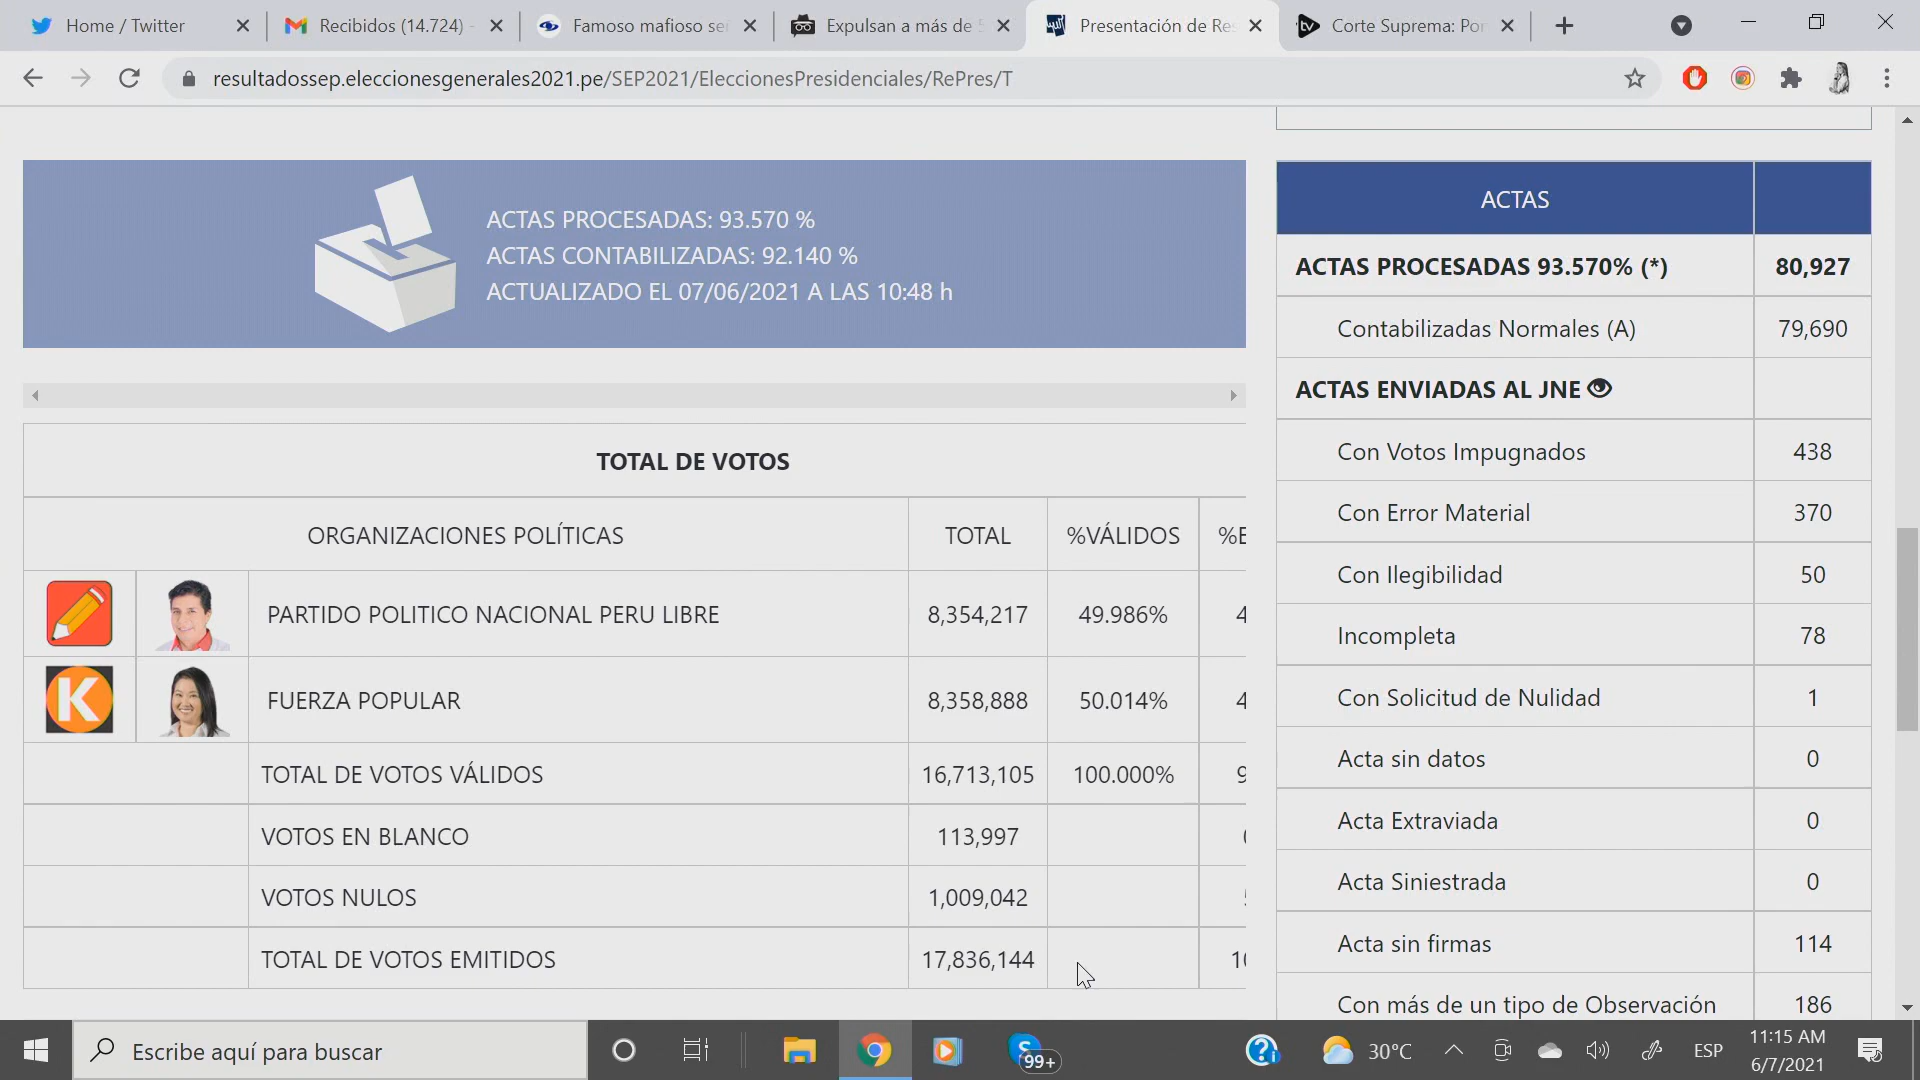 Home / Twitter
Recibidos (14.724) -
Famoso mafioso se
Expulsan a más de 5
Presentación de Res
tv Corte Suprema: Por
resultadossep.eleccionesgenerales2021.pe/SEP2021/EleccionesPresidenciales/RePres/T
ACTAS PROCESADAS: 93.570 %
ACTAS CONTABILIZADAS: 92.140 %
ACTUALIZADO EL 07/06/2021 A LAS 10:48 h
TOTAL DE VOTOS
ORGANIZACIONES POLÍTICAS TOTAL %VÁLIDOS %E
PARTIDO POLITICO NACIONAL PERU LIBRE 8,354,217 49.986% 4
K FUERZA POPULAR 8,358,888 50.014% 4
TOTAL DE VOTOS VÁLIDOS 16,713,105 100.000% 9
VOTOS EN BLANCO 113,997
VOTOS NULOS 1,009,042
TOTAL DE VOTOS EMITIDOS 17,836,144 10
ACTAS
ACTAS PROCESADAS 93.570% (*) 80,927
Contabilizadas Normales (A) 79,690
ACTAS ENVIADAS AL JNE
Con Votos Impugnados 438
Con Error Material 370
Con Ilegibilidad 50
Incompleta 78
Con Solicitud de Nulidad 1
Acta sin datos 0
Acta Extraviada 0
Acta Siniestrada 0
Acta sin firmas 114
Con más de un tipo de Observación 186
Escribe aquí para buscar
S 99+
30°C
ESP
11:15 AM
6/7/2021